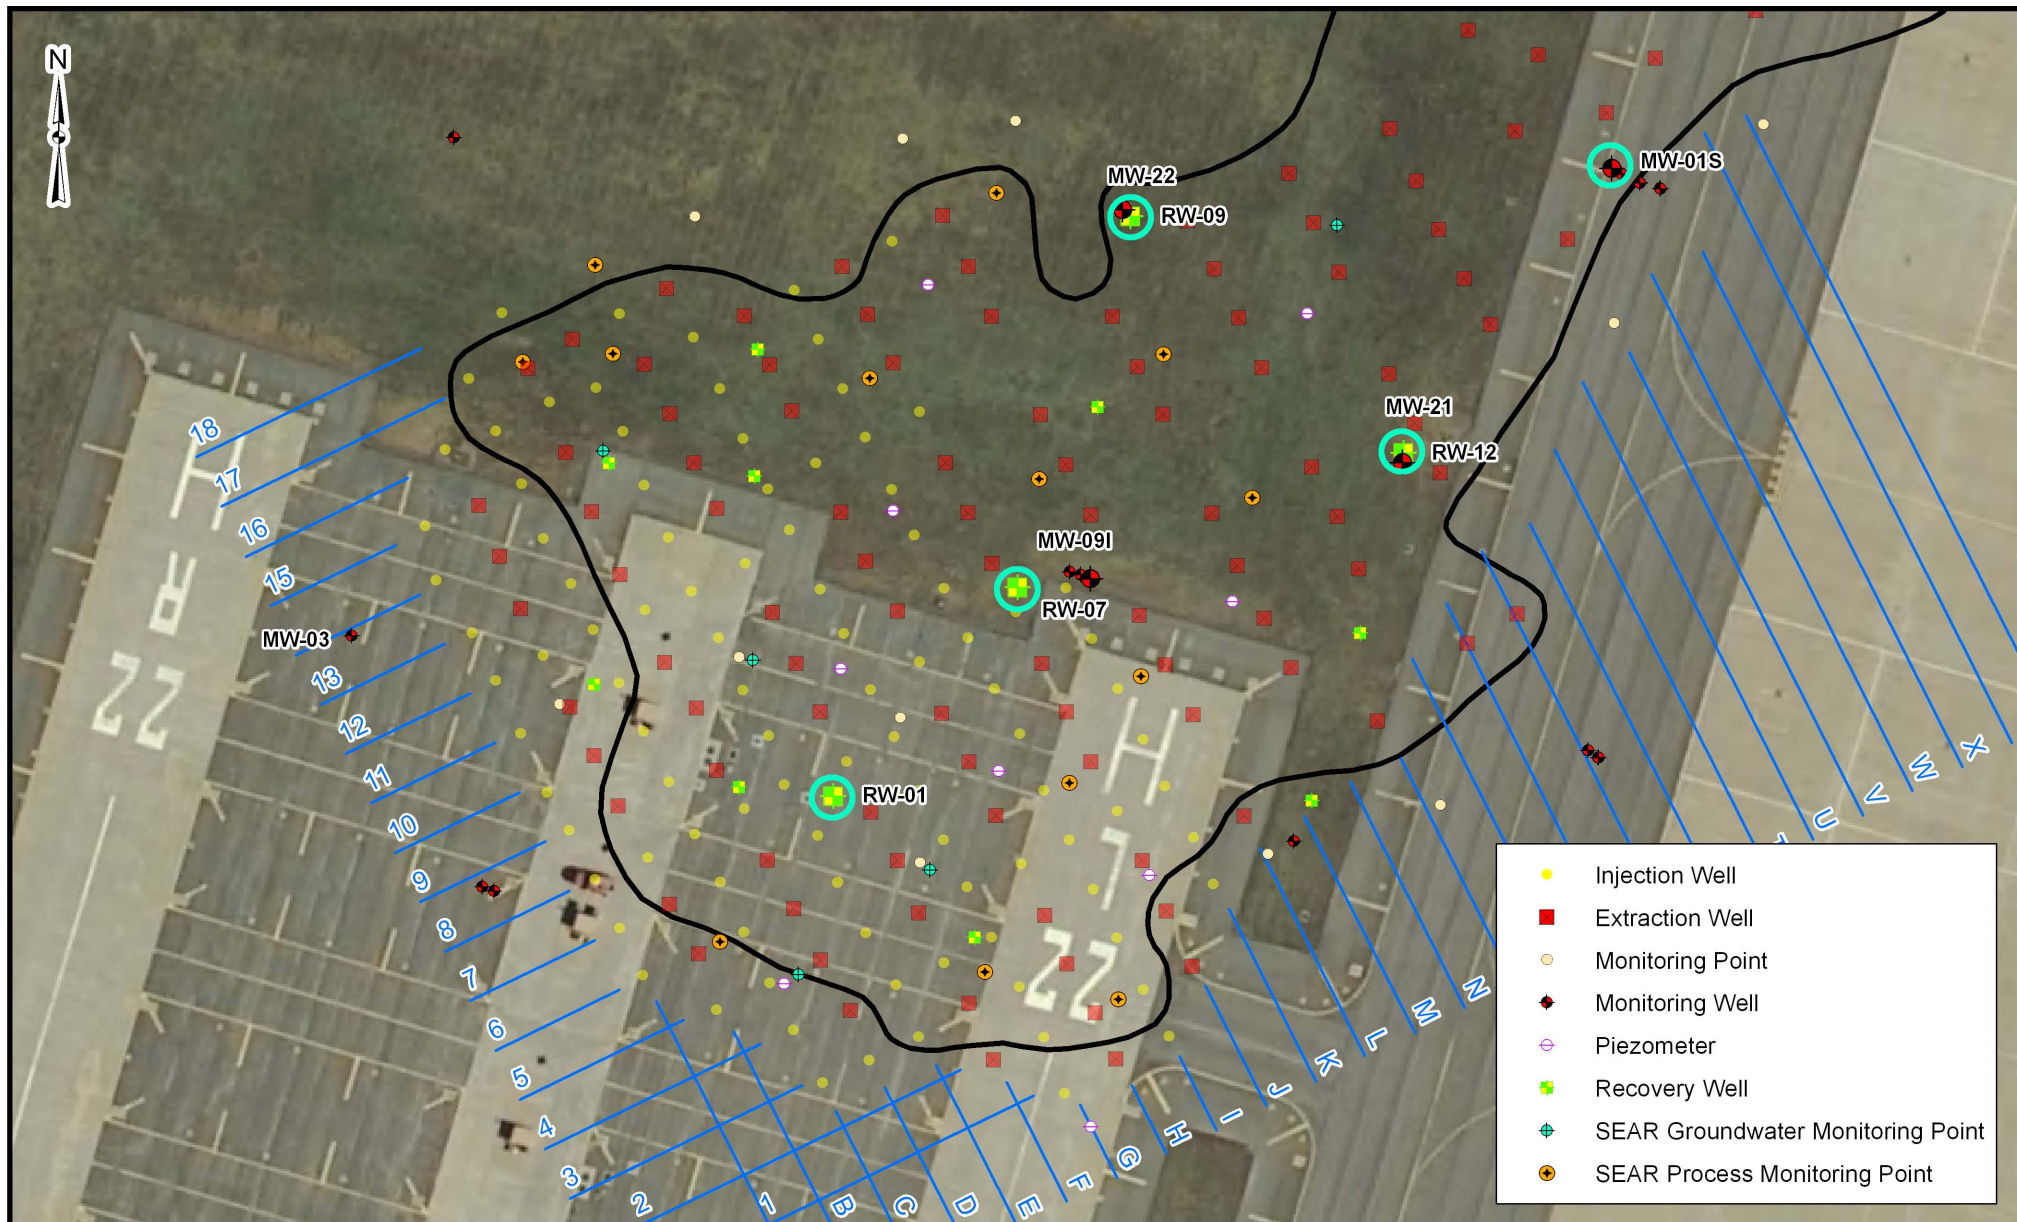 N
MW-01S
MW-22
RW-09
MW-21
RW-12
18
17
16
15
MW-09I
RW-07
MW-03
13
12
11
10
9
8
7
6
5
4
3
2
1
RW-01
H
R
22
H
L
22
X
W
V
U
N
M
L
K
J
I
H
G
F
E
D
C
B
Injection Well
Extraction Well
Monitoring Point
Monitoring Well
Piezometer
Recovery Well
SEAR Groundwater Monitoring Point
SEAR Process Monitoring Point